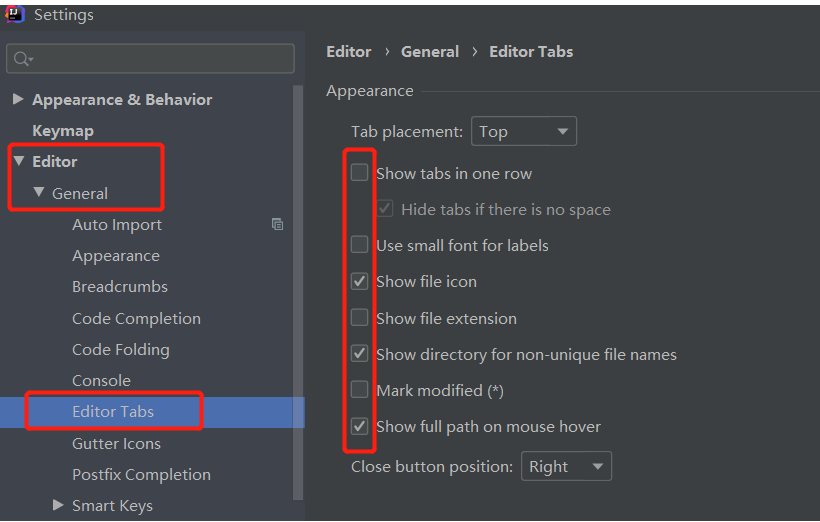 Settings
Appearance & Behavior
Keymap
Editor
General
Auto Import
Appearance
Breadcrumbs
Code Completion
Code Folding
Console
Editor Tabs
Gutter Icons
Postfix Completion
Smart Keys
Editor › General › Editor Tabs
Appearance
Tab placement: Top
Show tabs in one row
Hide tabs if there is no space
Use small font for labels
Show file icon
Show file extension
Show directory for non-unique file names
Mark modified (*)
Show full path on mouse hover
Close button position: Right